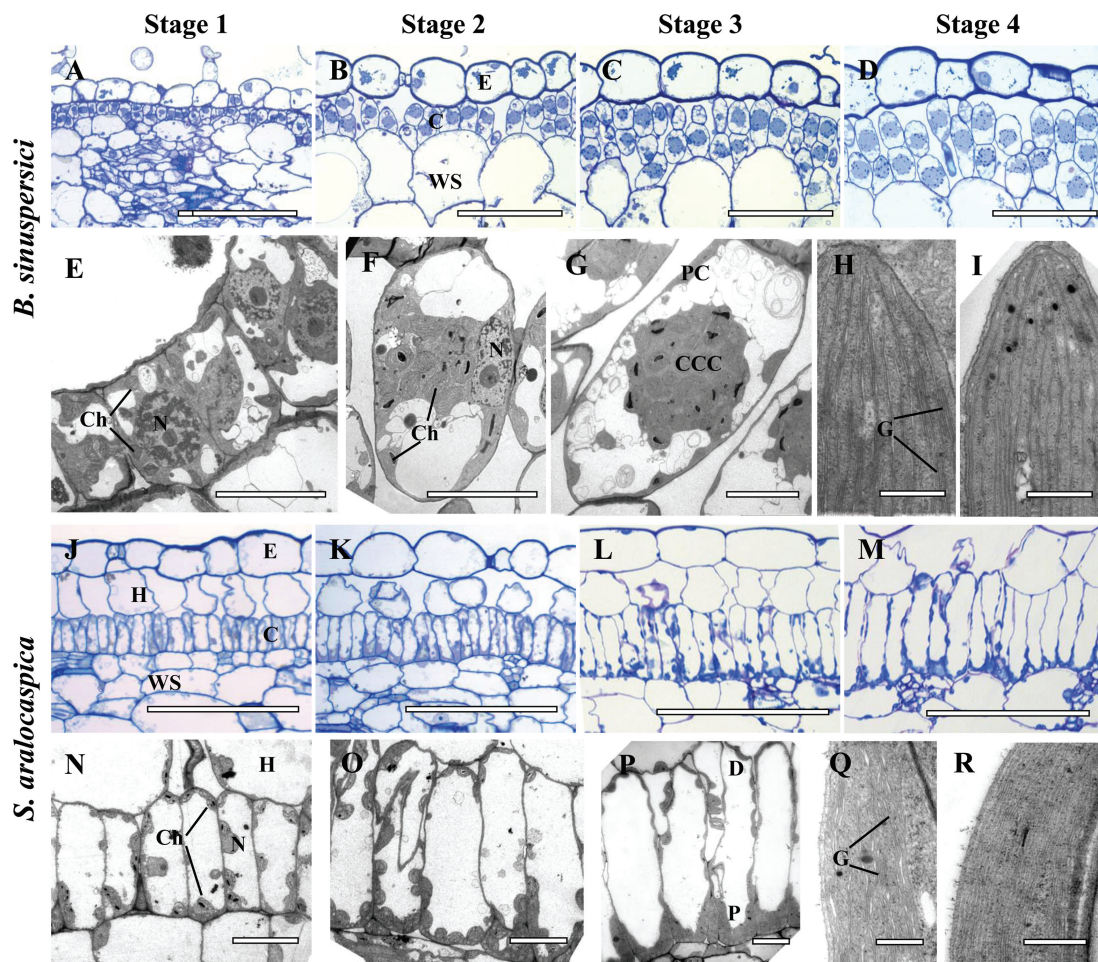 Stage 1 Stage 2 Stage 3 Stage 4
B. sinuspersici
A B C D
E
C
WS
E F G H I
PC
N
CCC
N
Ch
Ch
G
S. aralocaspica
J K L M
E
H
C
WS
N O P Q R
H
D
Ch
N
G
P